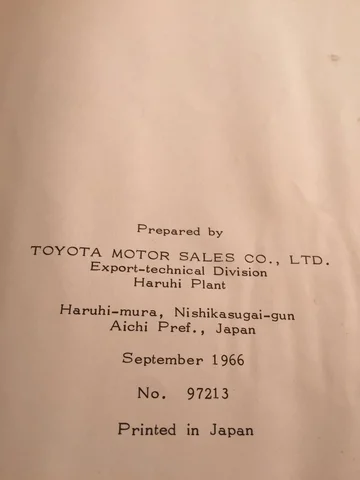 Prepared by
TOYOTA MOTOR SALES CO., LTD.
Export-technical Division
Haruhi Plant
Haruhi-mura, Nishikasugai-gun
Aichi Pref., Japan
September 1966
No. 97213
Printed in Japan